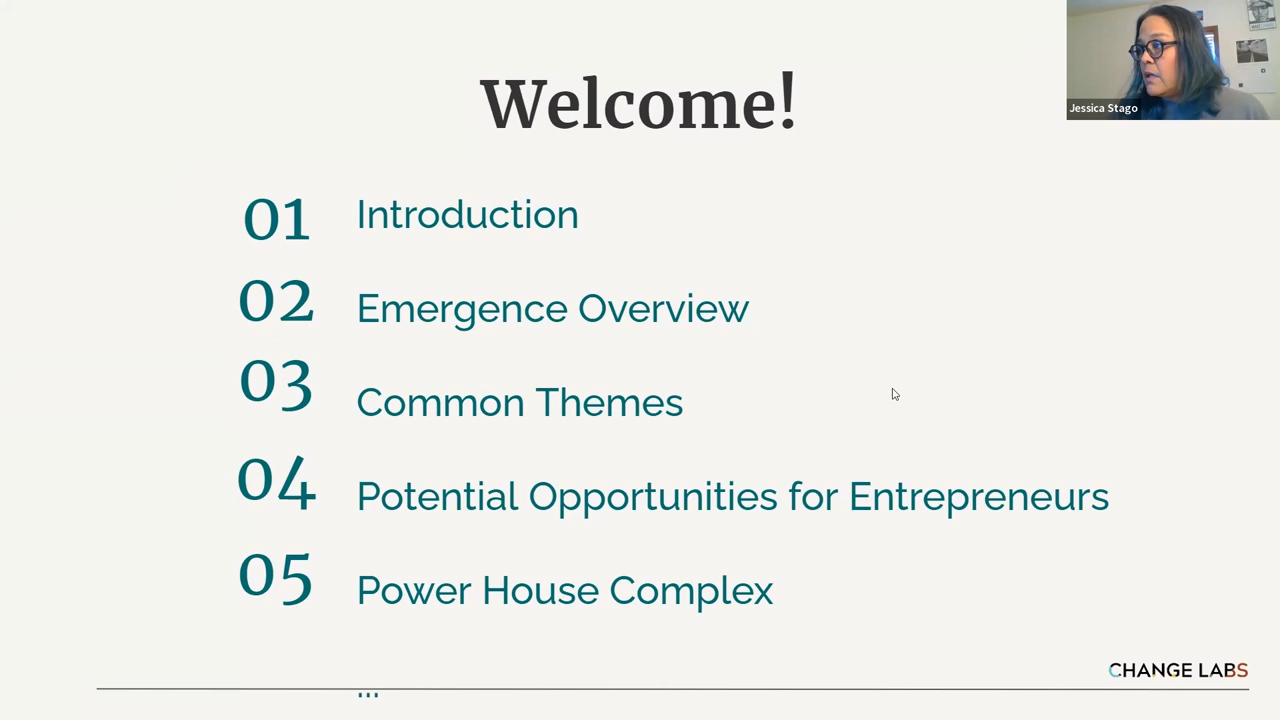 Welcome!
Jessica Stago
01 Introduction
02 Emergence Overview
03 Common Themes
04 Potential Opportunities for Entrepreneurs
05 Power House Complex
...
CHANGE LABS